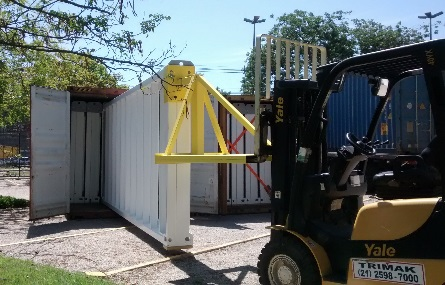 Yale
Yale
TRIMAK
(21) 2598-7000